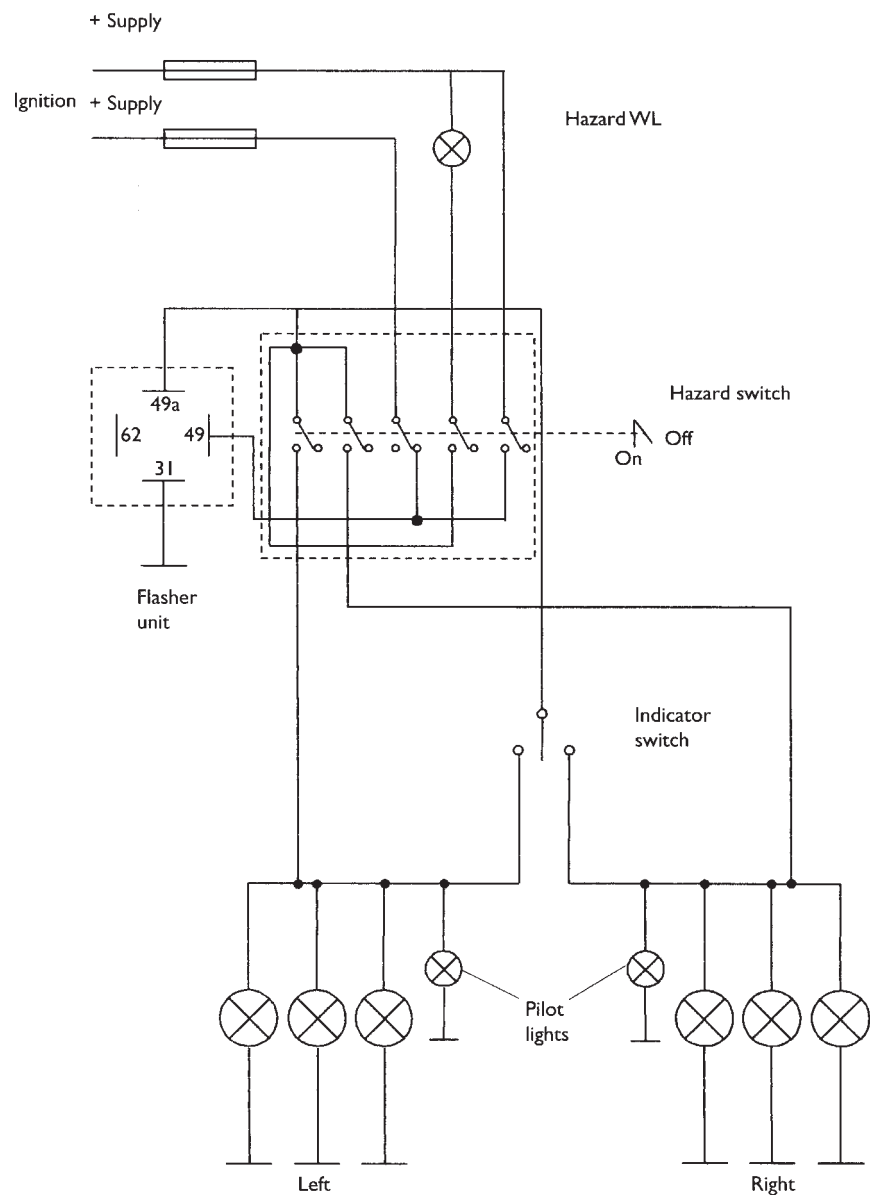 + Supply
Ignition + Supply
Hazard WL
49a
62 49
31
Hazard switch
Off
On
Flasher
unit
Indicator
switch
Pilot
lights
Left
Right